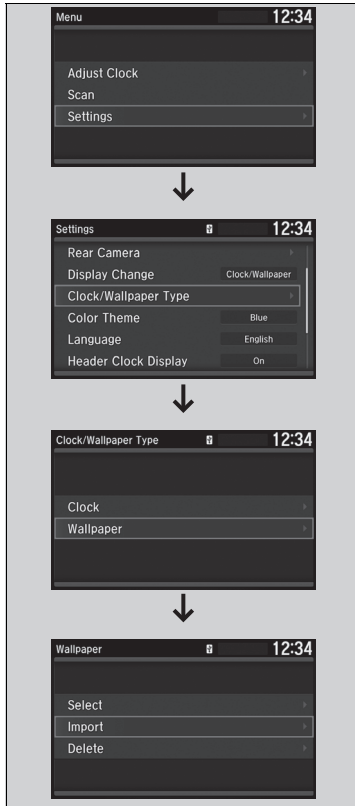 Menu 12:34
Adjust Clock
Scan
Settings
Settings 12:34
Rear Camera
Display Change Clock/Wallpaper
Clock/Wallpaper Type
Color Theme Blue
Language English
Header Clock Display On
Clock/Wallpaper Type 12:34
Clock
Wallpaper
Wallpaper 12:34
Select
Import
Delete